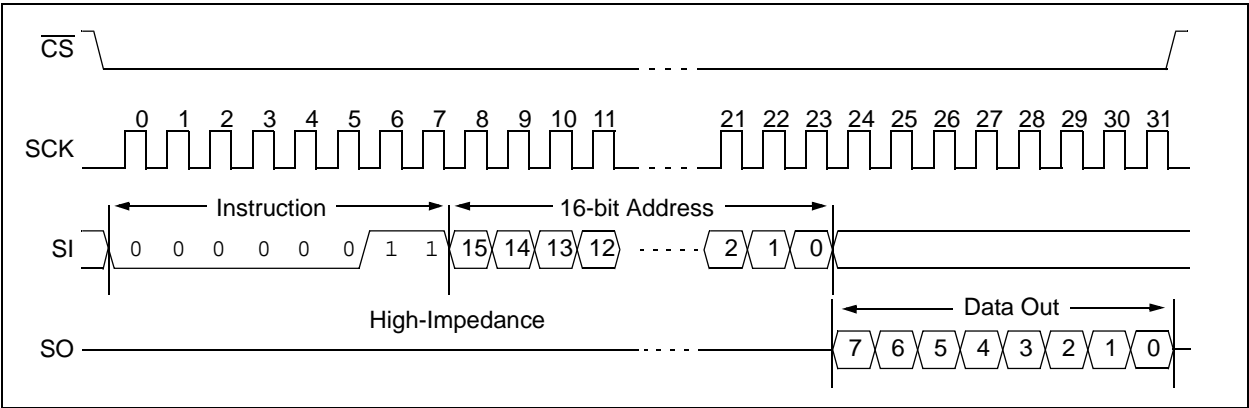 CS
0 1 2 3 4 5 6 7 8 9 10 11 21 22 23 24 25 26 27 28 29 30 31
SCK
Instruction 16-bit Address
SI 0 0 0 0 0 0 1 1 15 14 13 12 2 1 0
Data Out
High-Impedance
SO 7 6 5 4 3 2 1 0